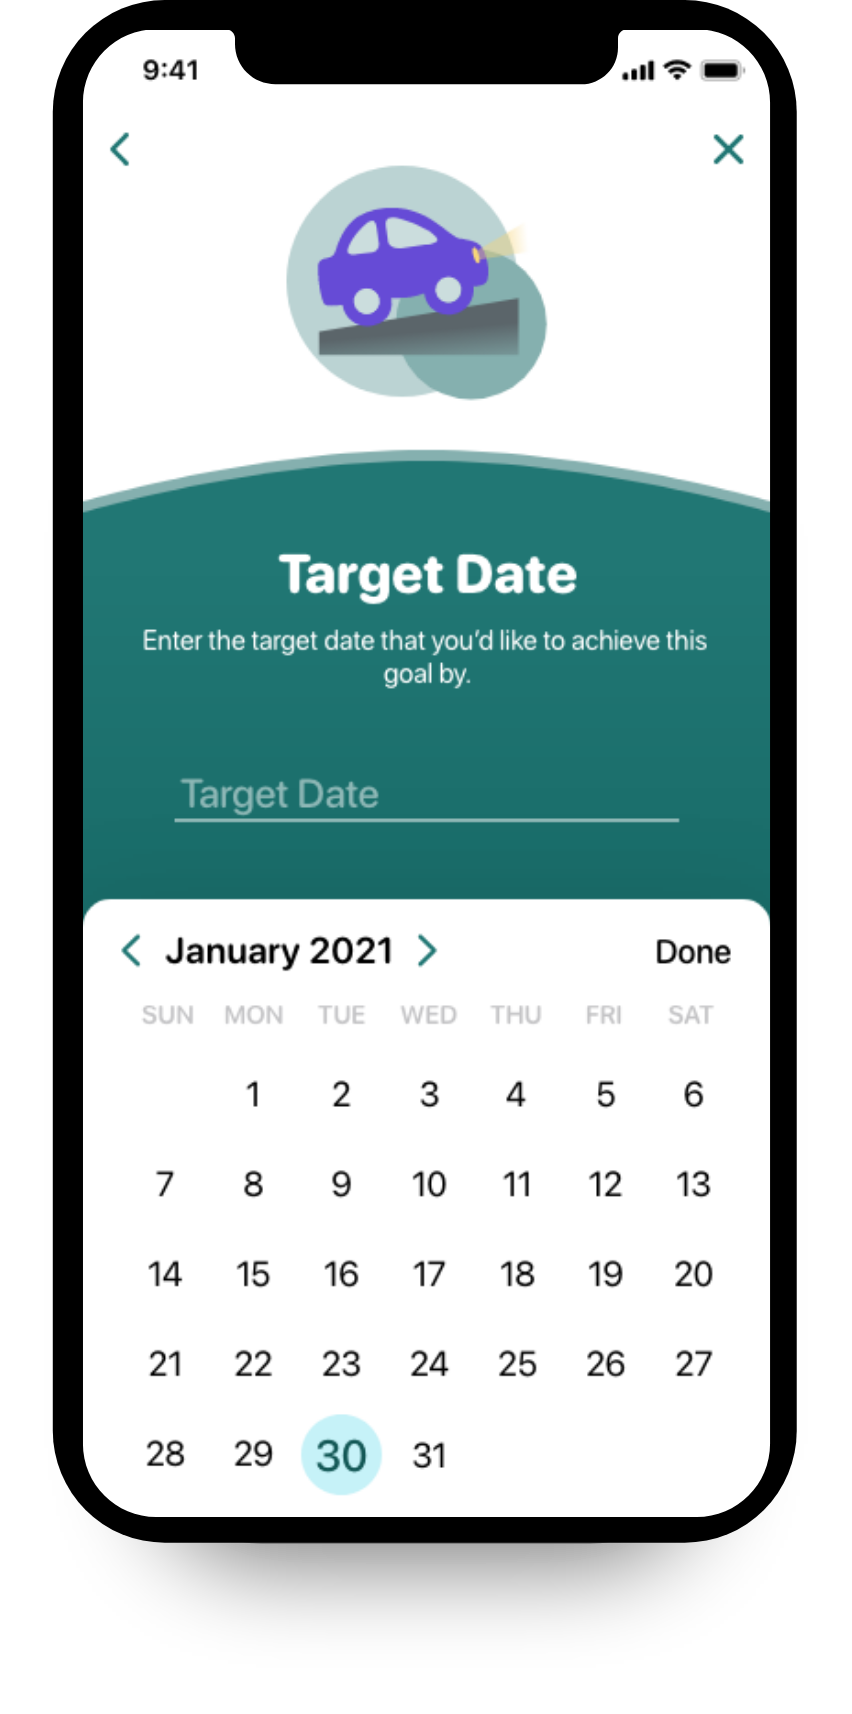 9:41
Target Date
Enter the target date that you’d like to achieve this
goal by.
Target Date
January 2021 Done
SUN MON TUE WED THU FRI SAT
1 2 3 4 5 6
7 8 9 10 11 12 13
14 15 16 17 18 19 20
21 22 23 24 25 26 27
28 29 30 31